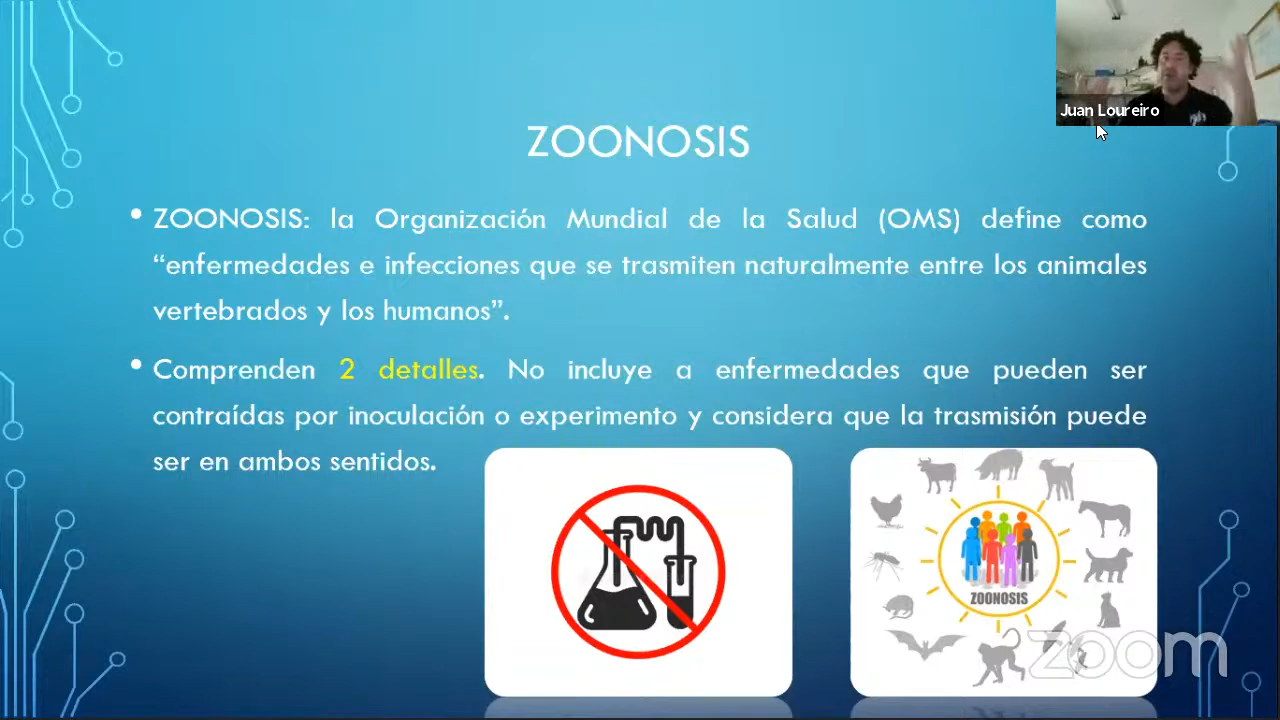 Juan Loureiro
ZOONOSIS
• ZOONOSIS: la Organización Mundial de la Salud (OMS) define como
“enfermedades e infecciones que se trasmiten naturalmente entre los animales
vertebrados y los humanos”.
• Comprenden 2 detalles. No incluye a enfermedades que pueden ser
contraídas por inoculación o experimento y considera que la trasmisión puede
ser en ambos sentidos.
ZOONOSIS
zoom